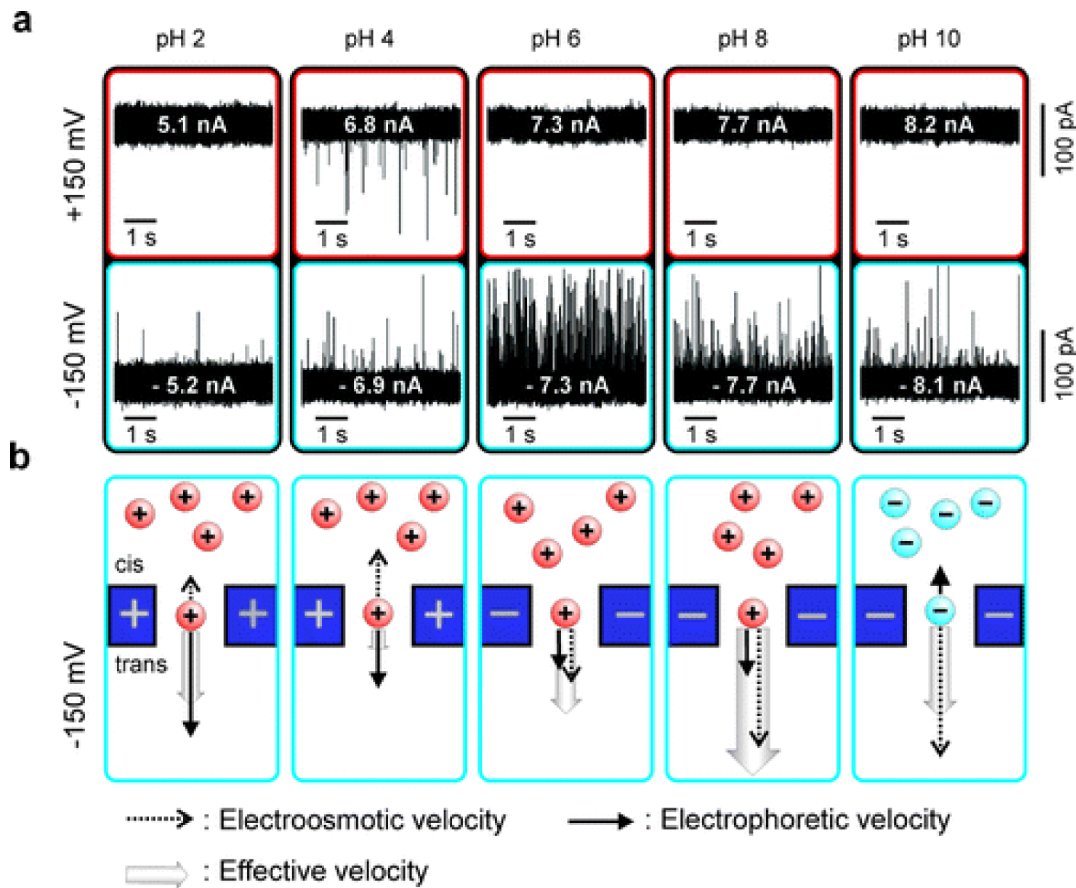 a
pH 2 pH 4 pH 6 pH 8 pH 10
+150 mV
5.1 nA 6.8 nA 7.3 nA 7.7 nA 8.2 nA
100 pA
1 s 1 s 1 s 1 s 1 s
-150 mV
- 5.2 nA - 6.9 nA - 7.3 nA - 7.7 nA - 8.1 nA
100 pA
1 s 1 s 1 s 1 s 1 s
b
-150 mV
+ + + + + + + + + + + + + + + + − − − −
cis
+ + + + + + − + − − + − − − −
trans
: Electroosmotic velocity : Electrophoretic velocity
: Effective velocity